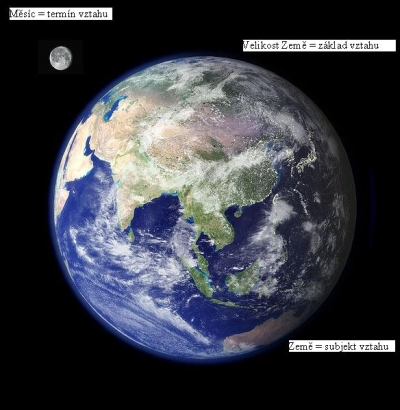 Měsíc = termín vztahu
Velikost Země = základ vztahu
Země = subjekt vztahu